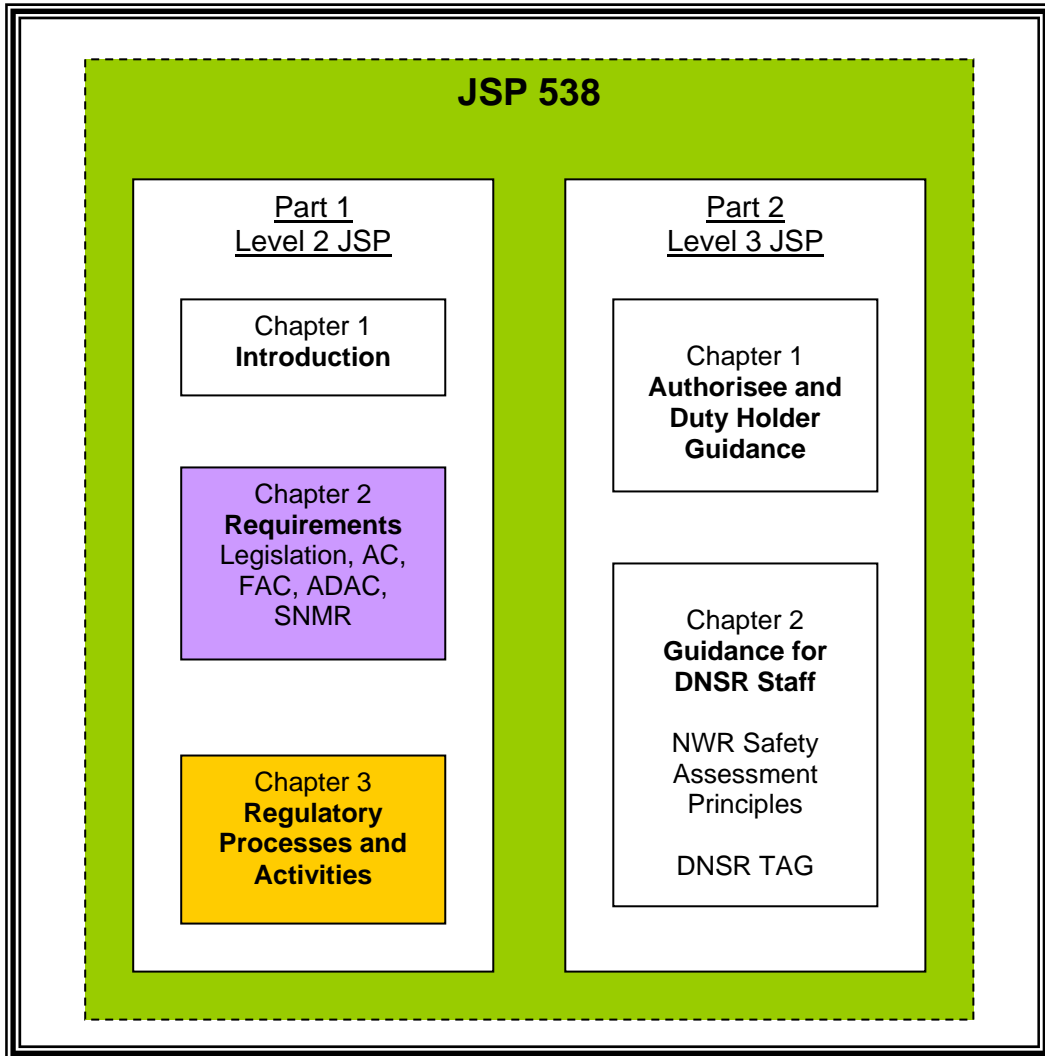 JSP 538
Part 1
Level 2 JSP
Chapter 1
Introduction
Chapter 2
Requirements
Legislation, AC,
FAC, ADAC,
SNMR
Chapter 3
Regulatory
Processes and
Activities
Part 2
Level 3 JSP
Chapter 1
Authorisee and
Duty Holder
Guidance
Chapter 2
Guidance for
DNSR Staff
NWR Safety
Assessment
Principles
DNSR TAG